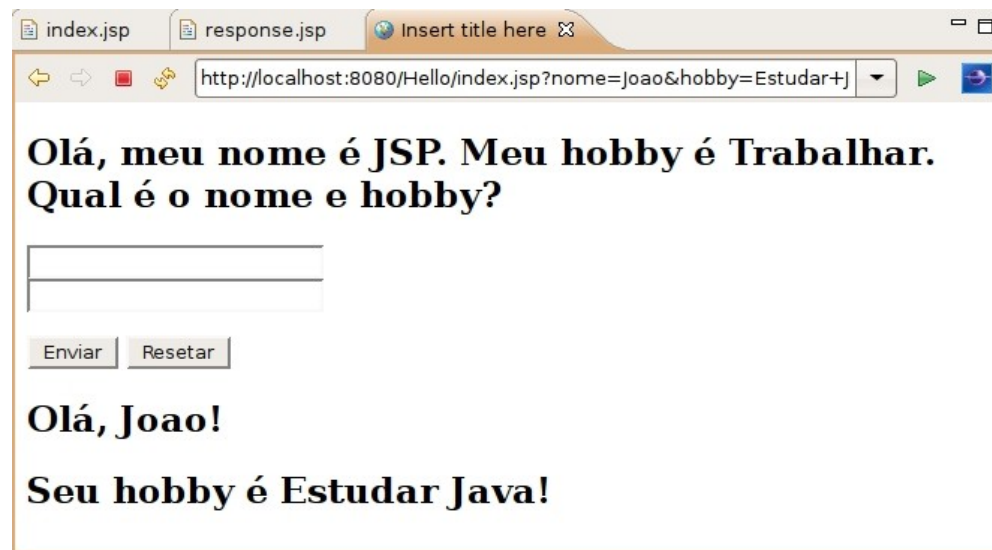 index.jsp response.jsp Insert title here
http://localhost:8080/Hello/index.jsp?nome=Joao&hobby=Estudar+J
Olá, meu nome é JSP. Meu hobby é Trabalhar.
Qual é o nome e hobby?
Enviar Resetar
Olá, Joao!
Seu hobby é Estudar Java!